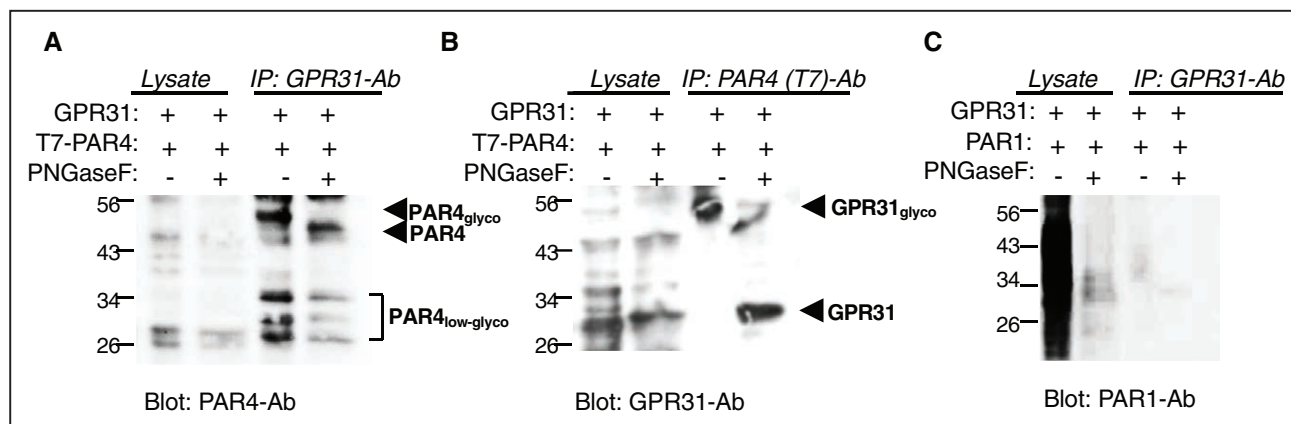 A
Lysate IP: GPR31-Ab
GPR31: + + + +
T7-PAR4: + + + +
PNGaseF: - + - +
56
43
34
26
PAR4glyco
PAR4
PAR4low-glyco
Blot: PAR4-Ab
B
Lysate IP: PAR4 (T7)-Ab
GPR31: + + + +
T7-PAR4: + + + +
PNGaseF: - + - +
56
43
34
26
GPR31glyco
GPR31
Blot: GPR31-Ab
C
Lysate IP: GPR31-Ab
GPR31: + + + +
PAR1: + + + +
PNGaseF: - + - +
56
43
34
26
Blot: PAR1-Ab